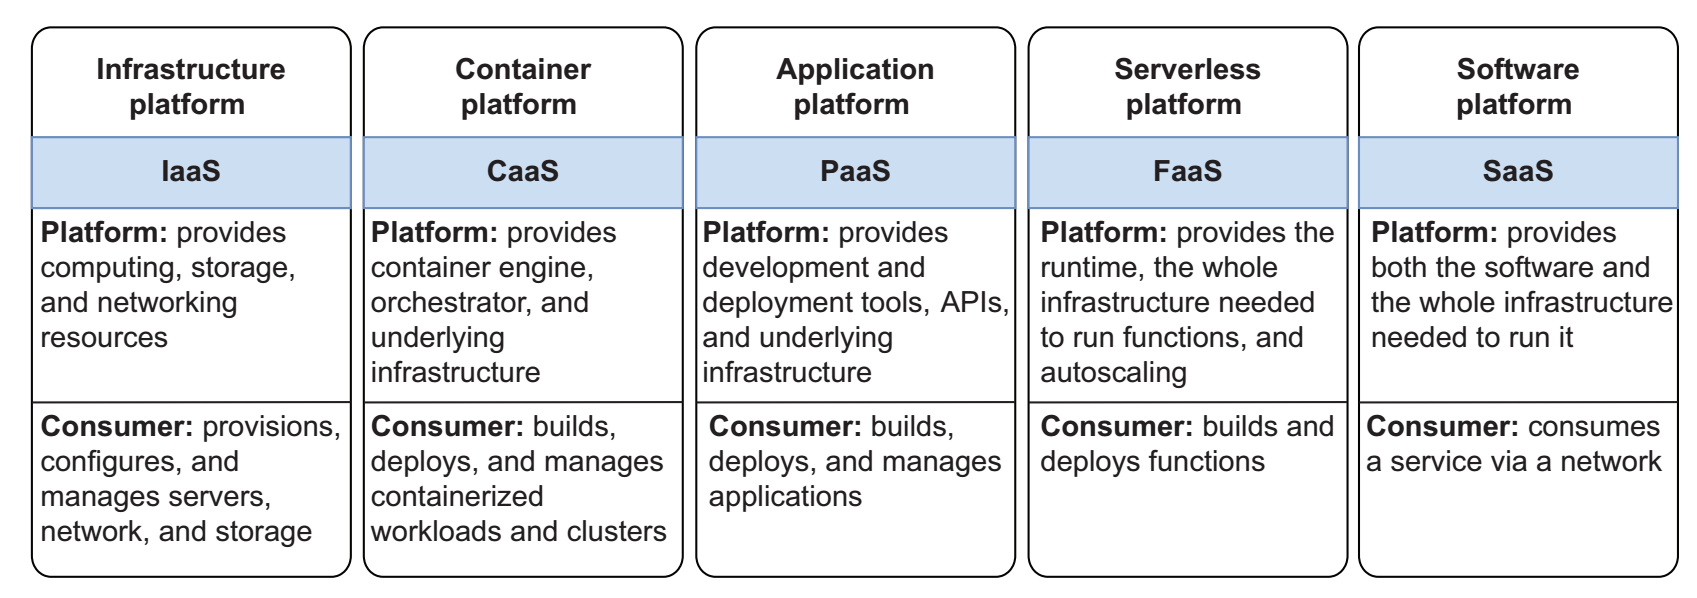 Infrastructure
platform
IaaS
Platform: provides
computing, storage,
and networking
resources
Consumer: provisions,
configures, and
manages servers,
network, and storage
Container
platform
CaaS
Platform: provides
container engine,
orchestrator, and
underlying
infrastructure
Consumer: builds,
deploys, and manages
containerized
workloads and clusters
Application
platform
PaaS
Platform: provides
development and
deployment tools, APIs,
and underlying
infrastructure
Consumer: builds,
deploys, and manages
applications
Serverless
platform
FaaS
Platform: provides the
runtime, the whole
infrastructure needed
to run functions, and
autoscaling
Consumer: builds and
deploys functions
Software
platform
SaaS
Platform: provides
both the software and
the whole infrastructure
needed to run it
Consumer: consumes
a service via a network